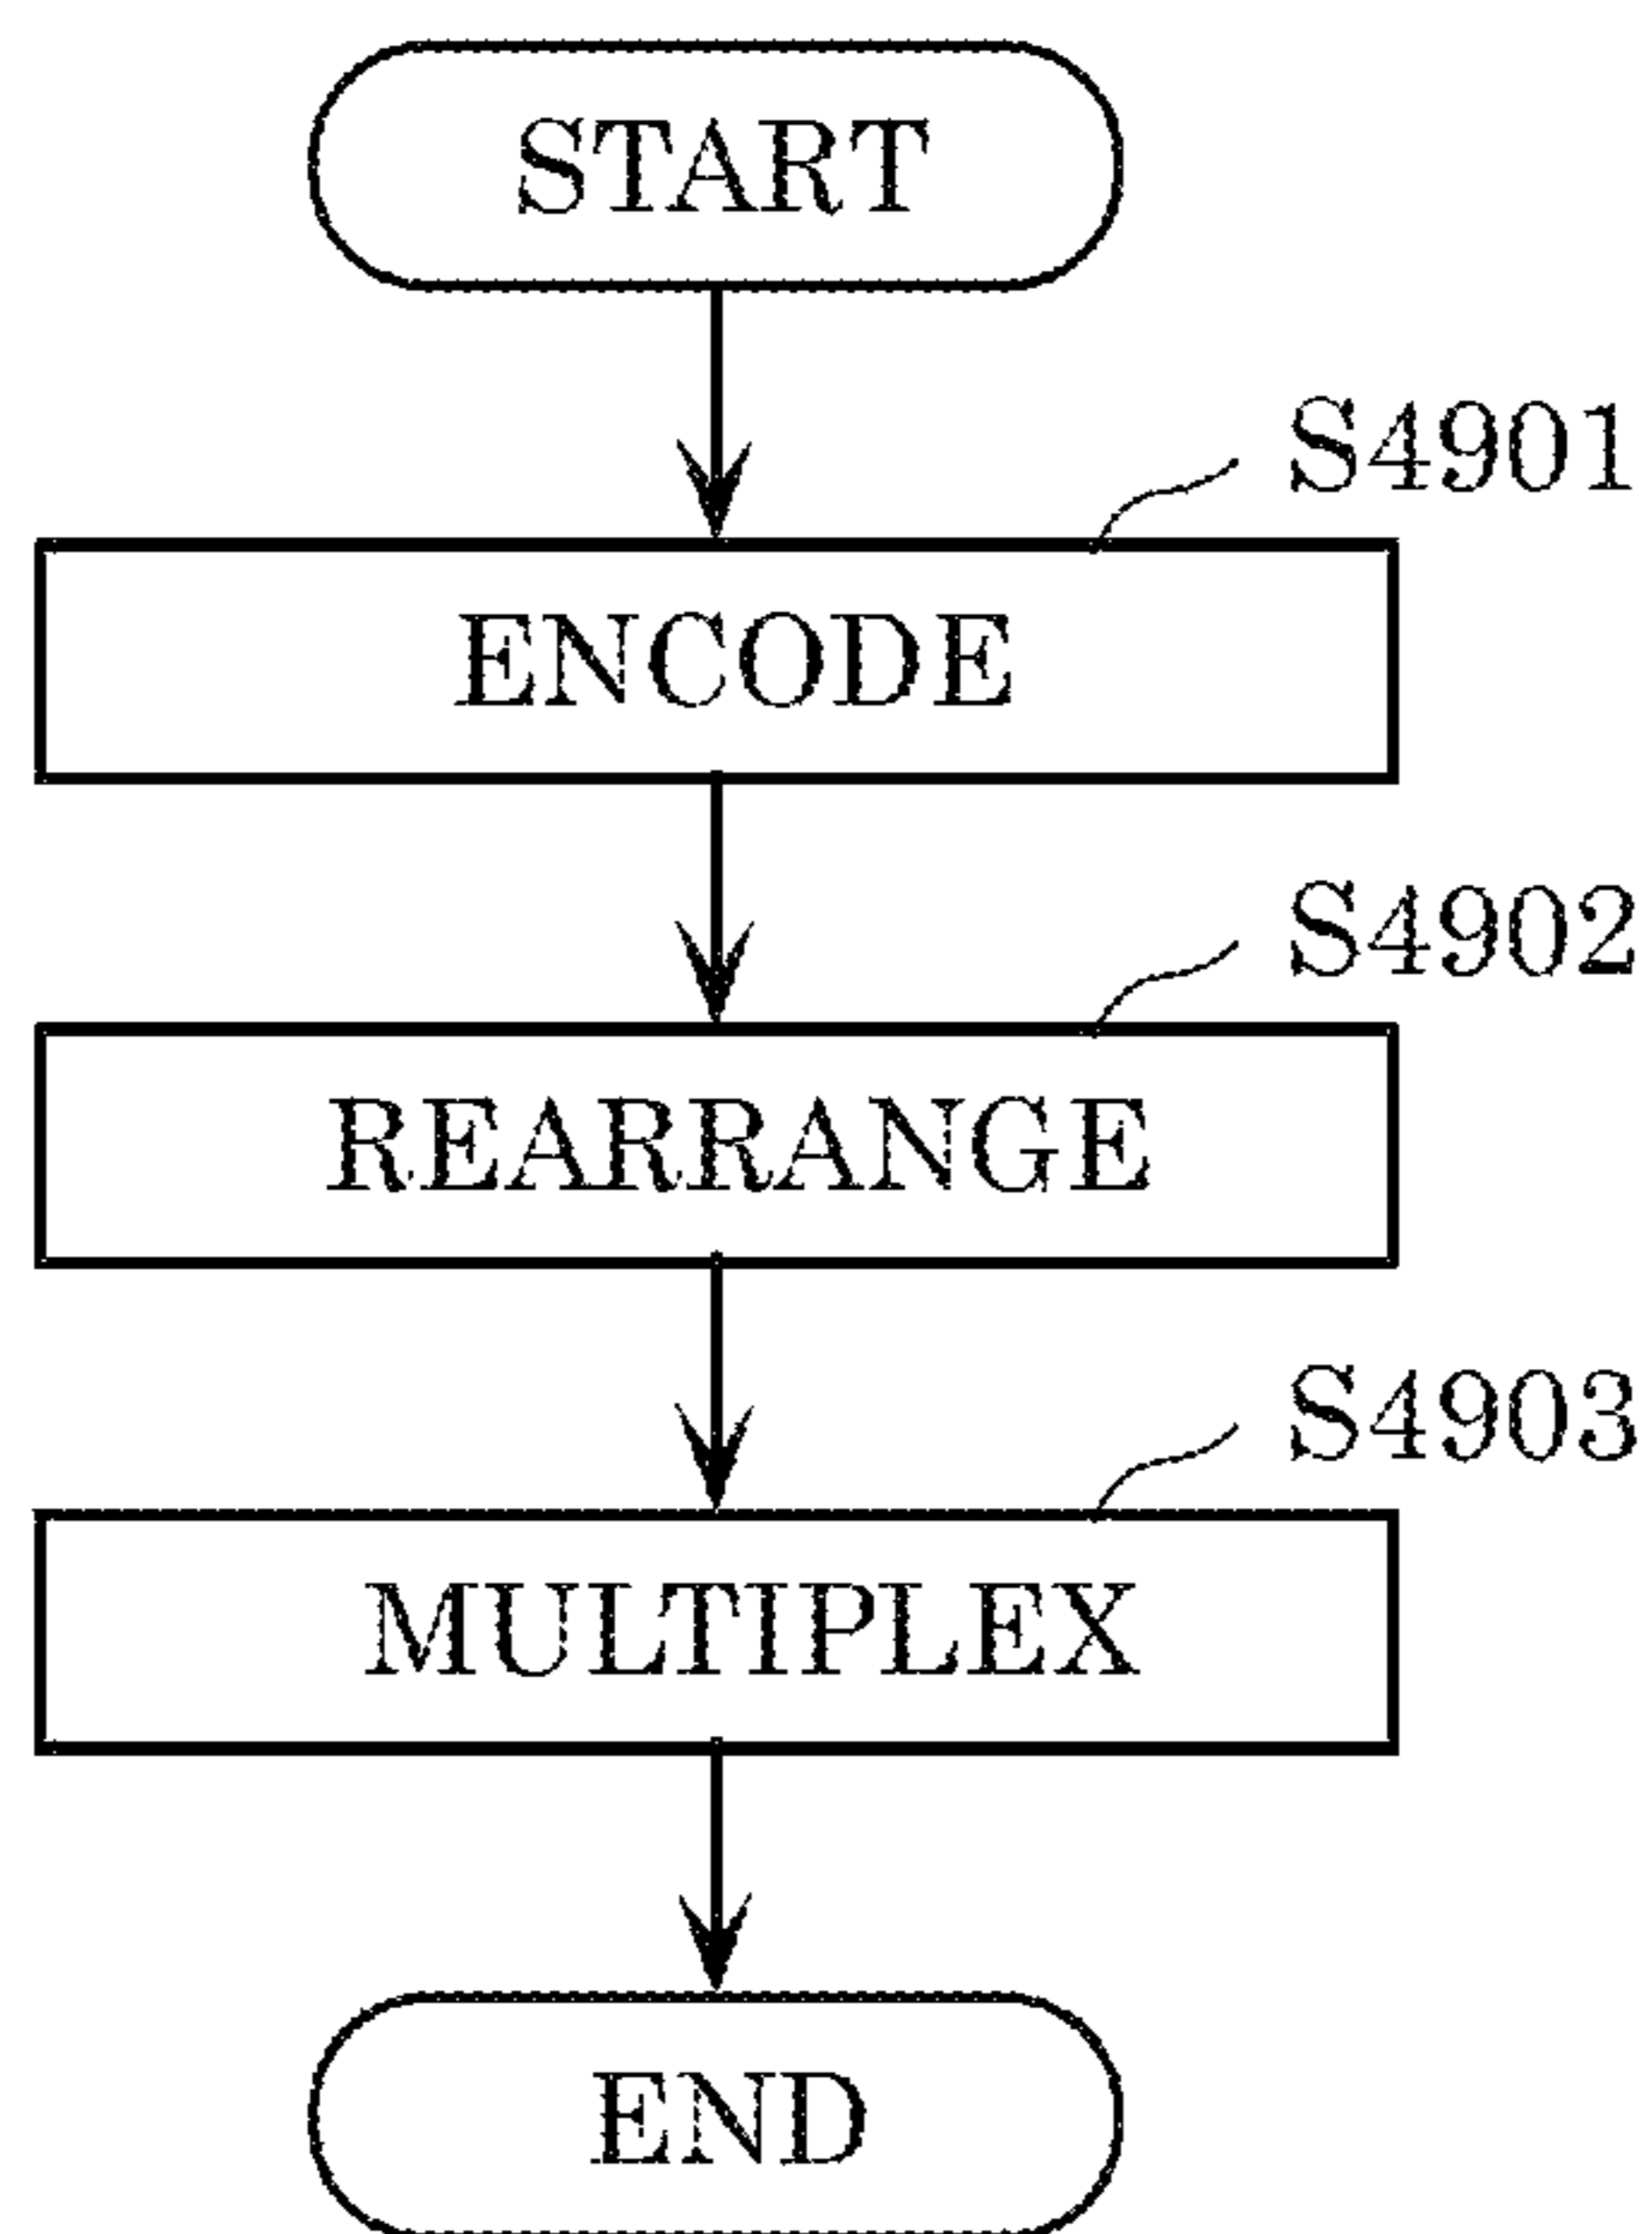 START
S4901
ENCODE
S4902
REARRANGE
S4903
MULTIPLEX
END